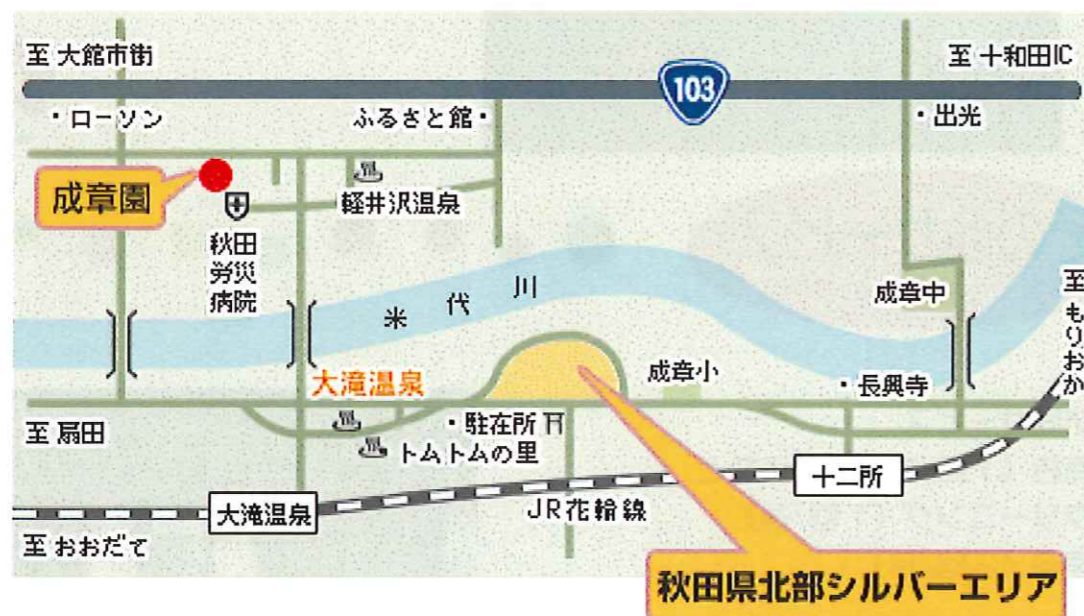 至 大館市街
103
至 十和田IC
・ローソン
ふるさと館・
・出光
成章園
軽井沢温泉
秋田
労災
病院
米代川
成章中
至
もりおか
大滝温泉
成章小
・長興寺
至 扇田
・駐在所
トムトムの里
十二所
大滝温泉
JR花輪線
至 おおだて
秋田県北部シルバーエリア